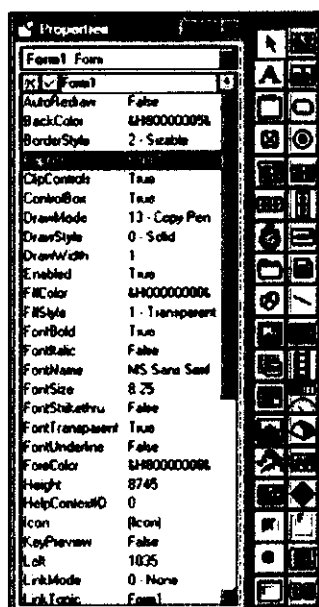 Properties
Form1 Form
Form1
AutoRedraw False
BackColor &H80000005&
BorderStyle 2 - Sizable
ClipControls True
ControlBox True
DrawMode 13 - Copy Pen
DrawStyle 0 - Solid
DrawWidth 1
Enabled True
FillColor &H00000000&
FillStyle 1 - Transparent
FontBold True
FontItalic False
FontName MS Sans Serif
FontSize 8.25
FontStrikethru False
FontTransparent True
FontUnderline False
ForeColor &H80000008&
Height 8745
HelpContextID 0
Icon (Icon)
KeyPreview False
Left 1035
LinkMode 0 - None
LinkTopic Form1